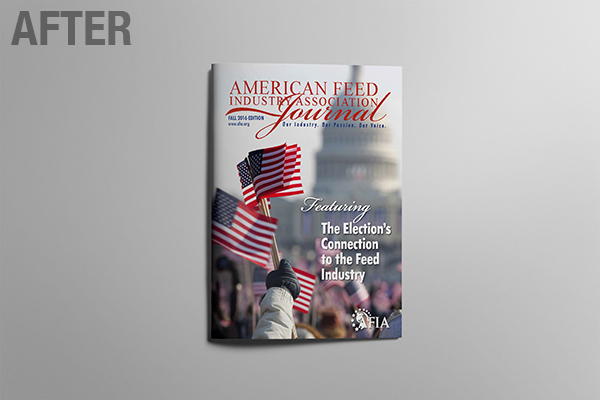 AFTER
AMERICAN FEED
INDUSTRY ASSOCIATION
Journal
FALL 2016 EDITION
www.afia.org
Our Industry. Our Passion. Our Voice.
Featuring
The Election's
Connection
to the Feed
Industry
AFIA